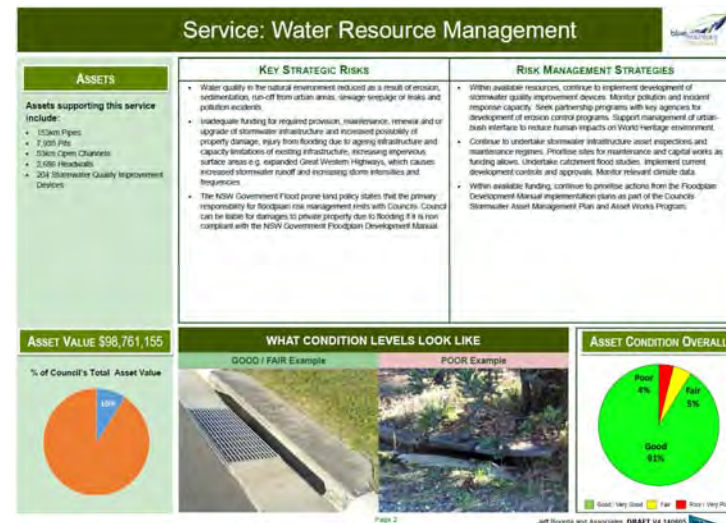 Service: Water Resource Management
blue mountains
ASSETS
Assets supporting this service
include:
• 153km Pipes
• 7,935 Pits
• 53km Open Channels
• 2,686 Headwalls
• 204 Stormwater Quality Improvement
Devices
KEY STRATEGIC RISKS
• Water quality in the natural environment reduced as a result of erosion,
sedimentation, run-off from urban areas, sewage seepage or leaks and
pollution incidents.
• Inadequate funding for required provision, maintenance, renewal and or
upgrade of stormwater infrastructure and increased possibility of
property damage, injury from flooding due to ageing infrastructure and
capacity limitations of existing infrastructure, increasing impervious
surface areas e.g. expanded Great Western Highways, which causes
increased stormwater runoff and increasing storm intensities and
frequencies.
• The NSW Government Flood prone land policy states that the primary
responsibility for floodplain risk management rests with Councils. Council
can be liable for damages to private property due to flooding if it is non
compliant with the NSW Government Floodplain Development Manual.
RISK MANAGEMENT STRATEGIES
• Within available resources, continue to implement development of
stormwater quality improvement devices. Monitor pollution and incident
response capacity. Seek partnership programs with key agencies for
development of erosion control programs. Support management of urban-
bush interface to reduce human impacts on World Heritage environment.
• Continue to undertake stormwater infrastructure asset inspections and
maintenance regimes. Prioritise sites for maintenance and capital works as
funding allows. Undertake catchment flood studies. Implement current
development controls and approvals. Monitor relevant climate data.
• Within available funding, continue to prioritise actions from the Floodplain
Development Manual implementation plans as part of the Councils
Stormwater Asset Management Plan and Asset Works Program.
ASSET VALUE $98,761,155
% of Council's Total Asset Value
10%
WHAT CONDITION LEVELS LOOK LIKE
GOOD / FAIR Example
POOR Example
ASSET CONDITION OVERALL
Poor
4%
Fair
5%
Good
91%
Good / Very Good
Fair
Poor / Very Po
Page 2
Jeff Roorda and Associates DRAFT V4 140805